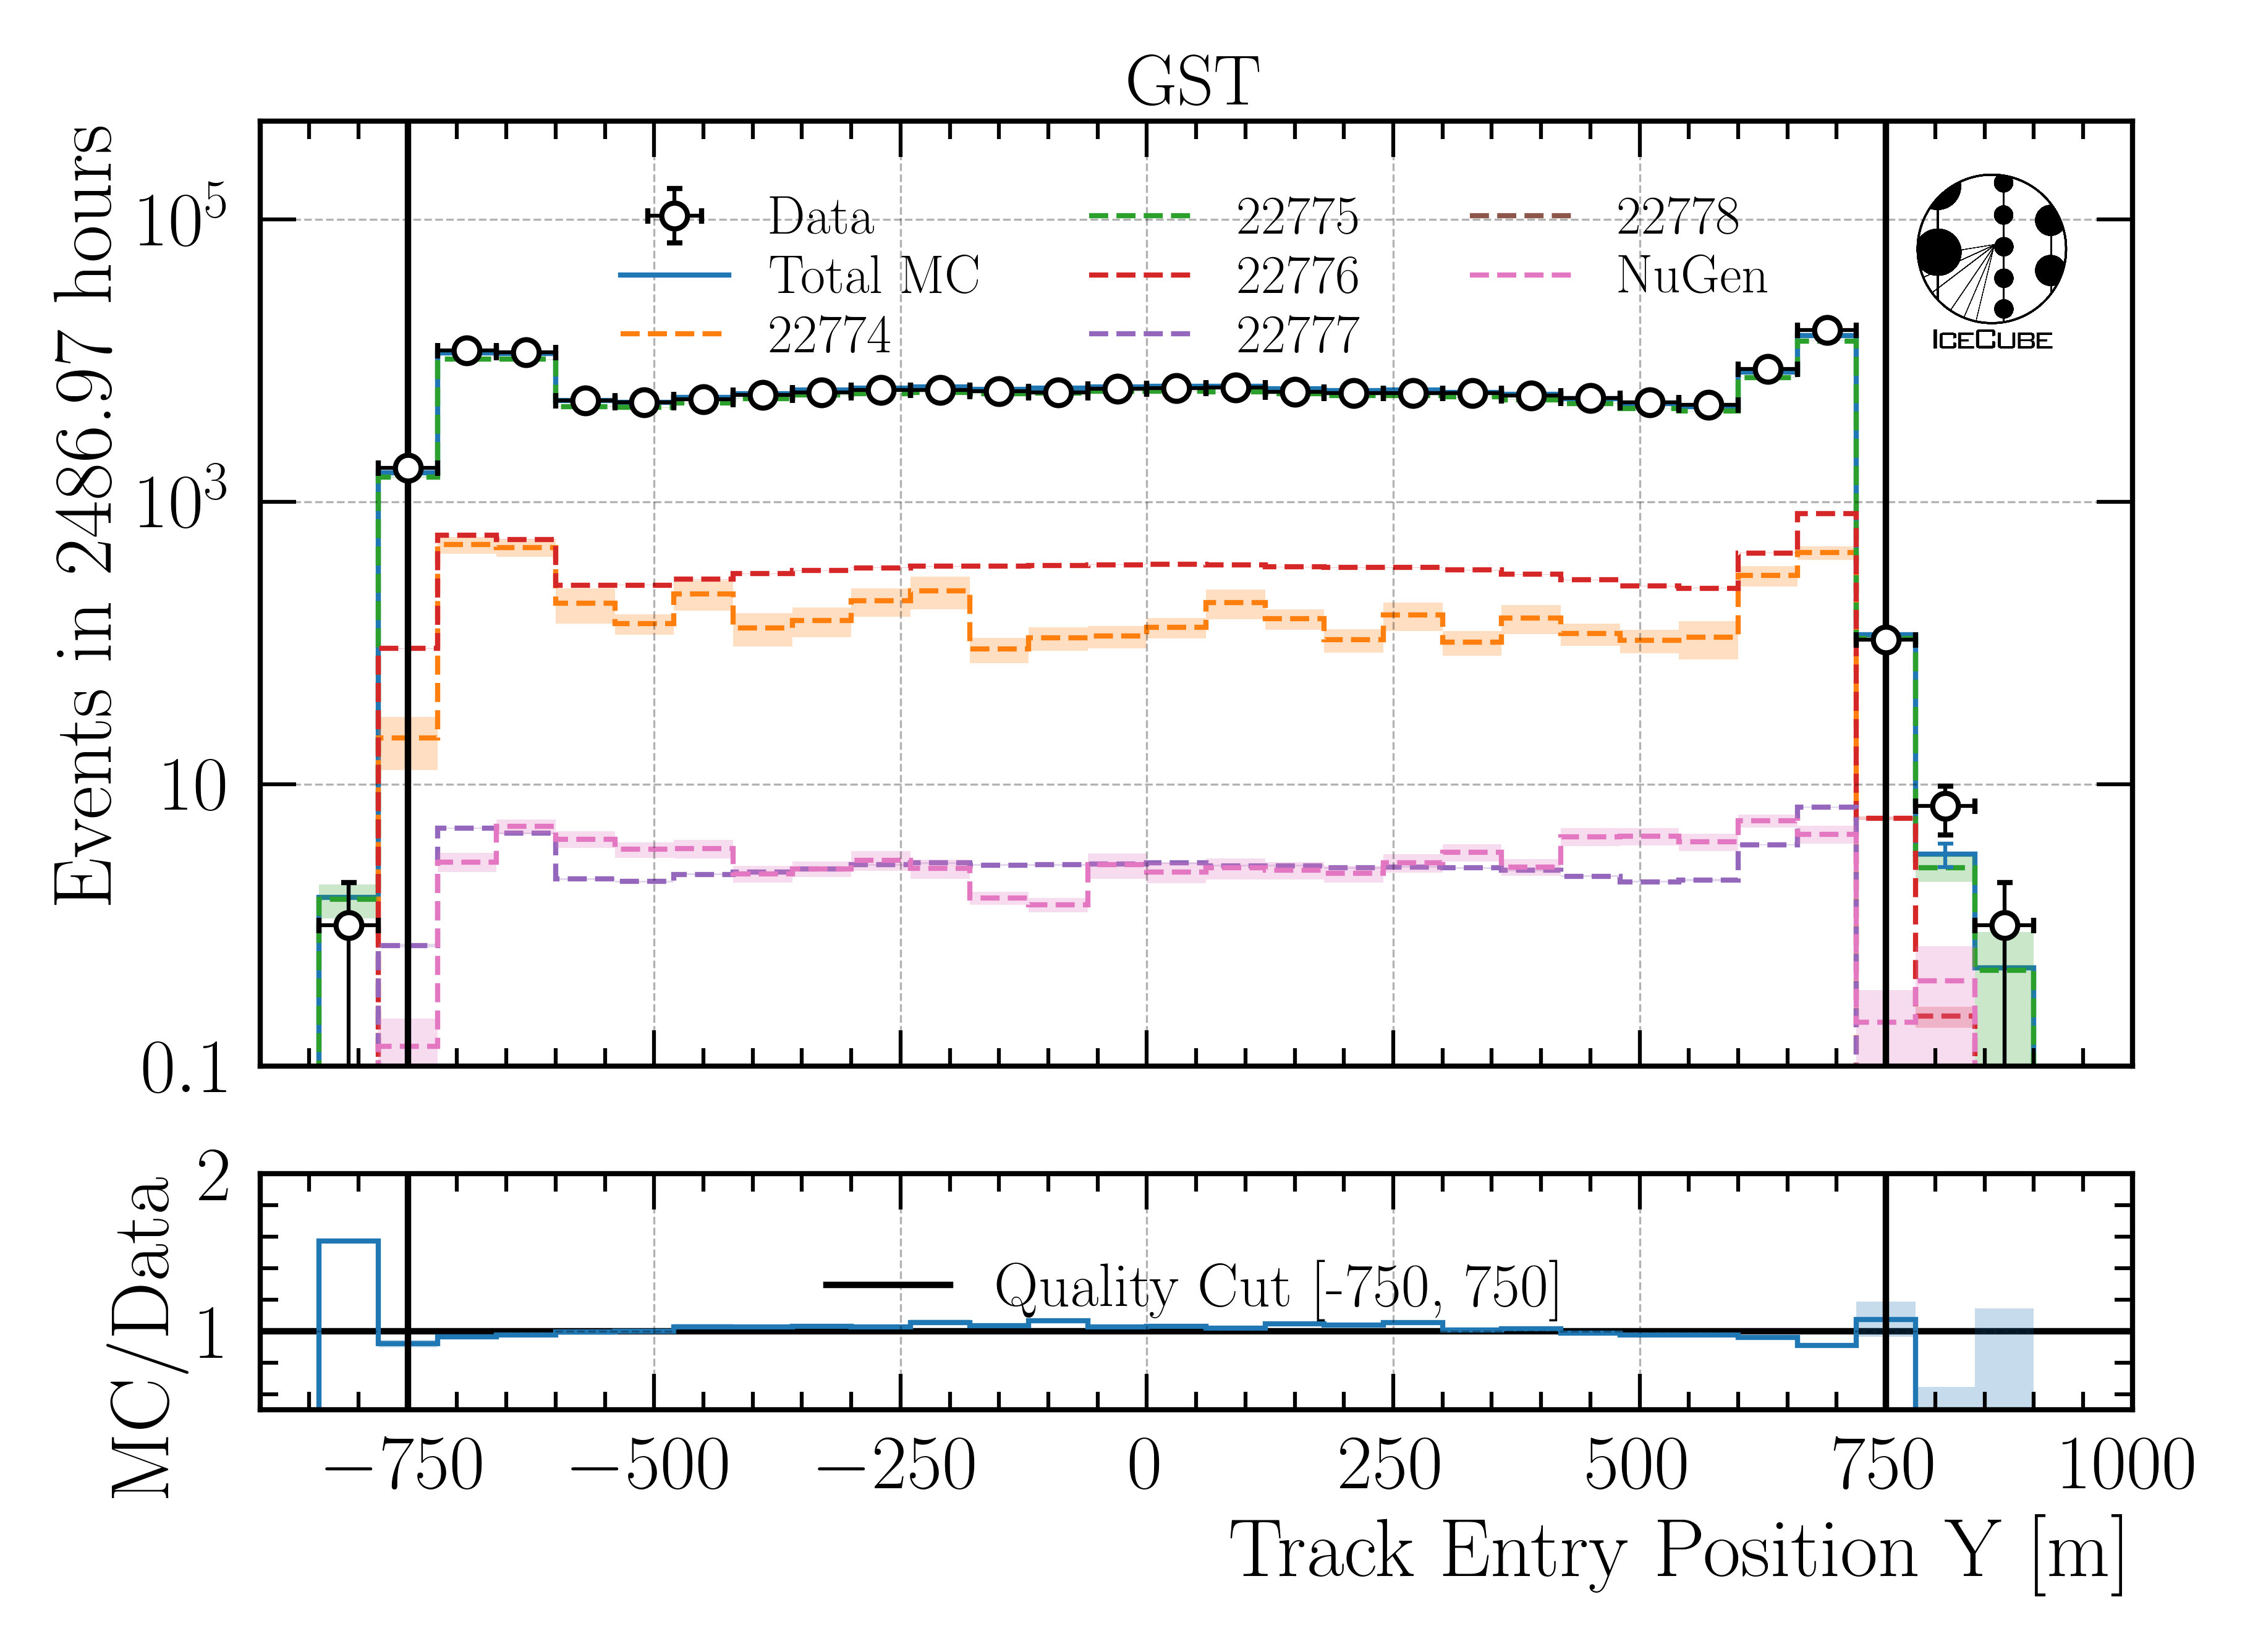 GST
Events in 2486.97 hours
10^5
10^3
10
0.1
Data
Total MC
22774
22775
22776
22777
22778
NuGen
ICECUBE
MC/Data
2
1
Quality Cut [-750, 750]
−750 −500 −250 0 250 500 750 1000
Track Entry Position Y [m]